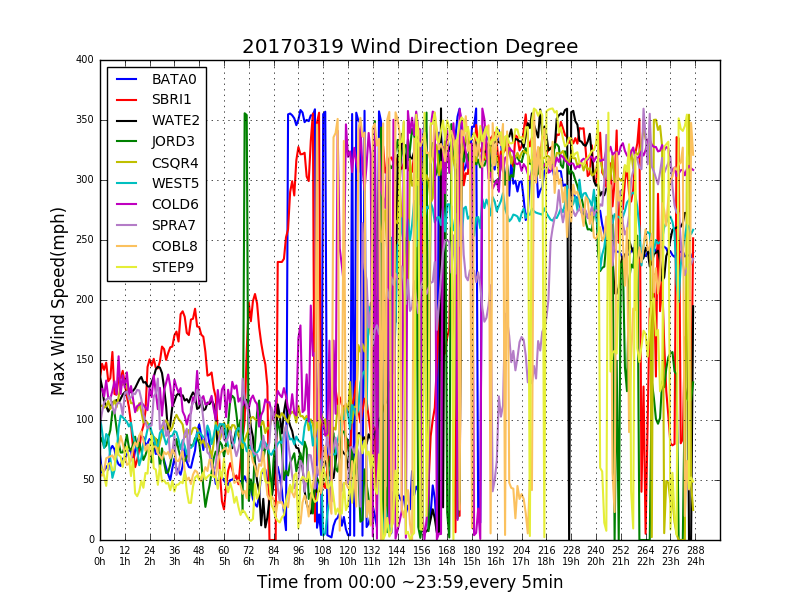 20170319 Wind Direction Degree
Max Wind Speed(mph)
400
350
300
250
200
150
100
50
0
BATA0
SBRI1
WATE2
JORD3
CSQR4
WEST5
COLD6
SPRA7
COBL8
STEP9
0 12 24 36 48 60 72 84 96 108 120 132 144 156 168 180 192 204 216 228 240 252 264 276 288
0h 1h 2h 3h 4h 5h 6h 7h 8h 9h 10h 11h 12h 13h 14h 15h 16h 17h 18h 19h 20h 21h 22h 23h 24h
Time from 00:00 ~23:59,every 5min